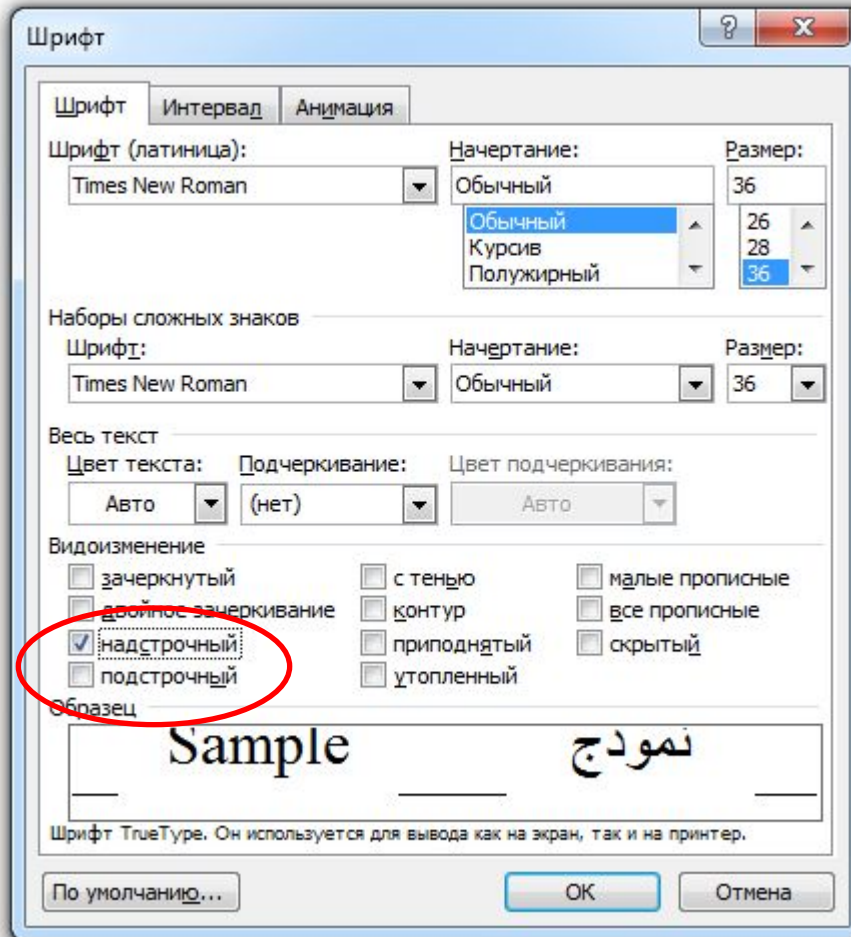 Шрифт
Шрифт Интервал Анимация
Шрифт (латиница): Начертание: Размер:
Times New Roman Обычный 36
Обычный 26
Курсив 28
Полужирный 36
Наборы сложных знаков
Шрифт: Начертание: Размер:
Times New Roman Обычный 36
Весь текст
Цвет текста: Подчеркивание: Цвет подчеркивания:
Авто (нет) Авто
Видоизменение
зачеркнутый с тенью малые прописные
двойное зачеркивание контур все прописные
надстрочный приподнятый скрытый
подстрочный утопленный
Образец
Sample نموذج
Шрифт TrueType. Он используется для вывода как на экран, так и на принтер.
По умолчанию... ОК Отмена